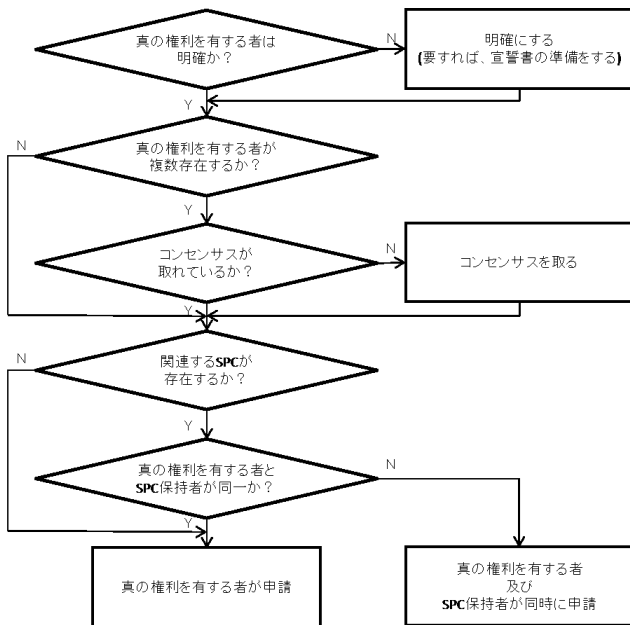 真の権利を有する者は
明確か？
N
明確にする
(要すれば、宣誓書の準備をする)
Y
N
真の権利を有する者が
複数存在するか？
Y
コンセンサスが
取れているか？
N
コンセンサスを取る
Y
N
関連するSPCが
存在するか？
Y
真の権利を有する者と
SPC保持者が同一か？
N
Y
真の権利を有する者が申請
真の権利を有する者
及び
SPC保持者が同時に申請